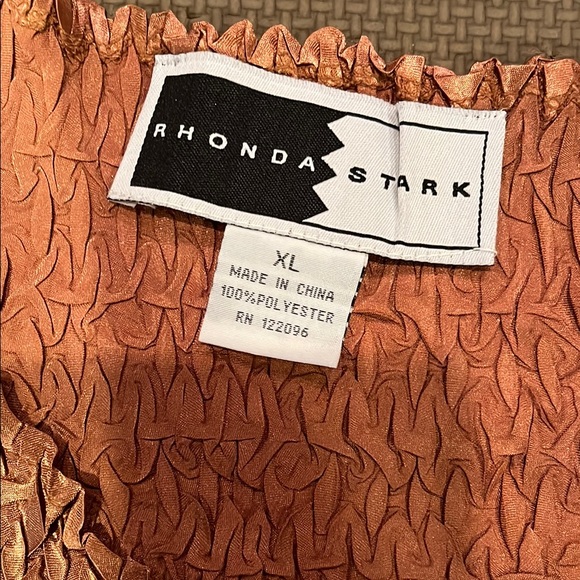 RHONDA STARK
XL
MADE IN CHINA
100%POLYESTER
RN 122096